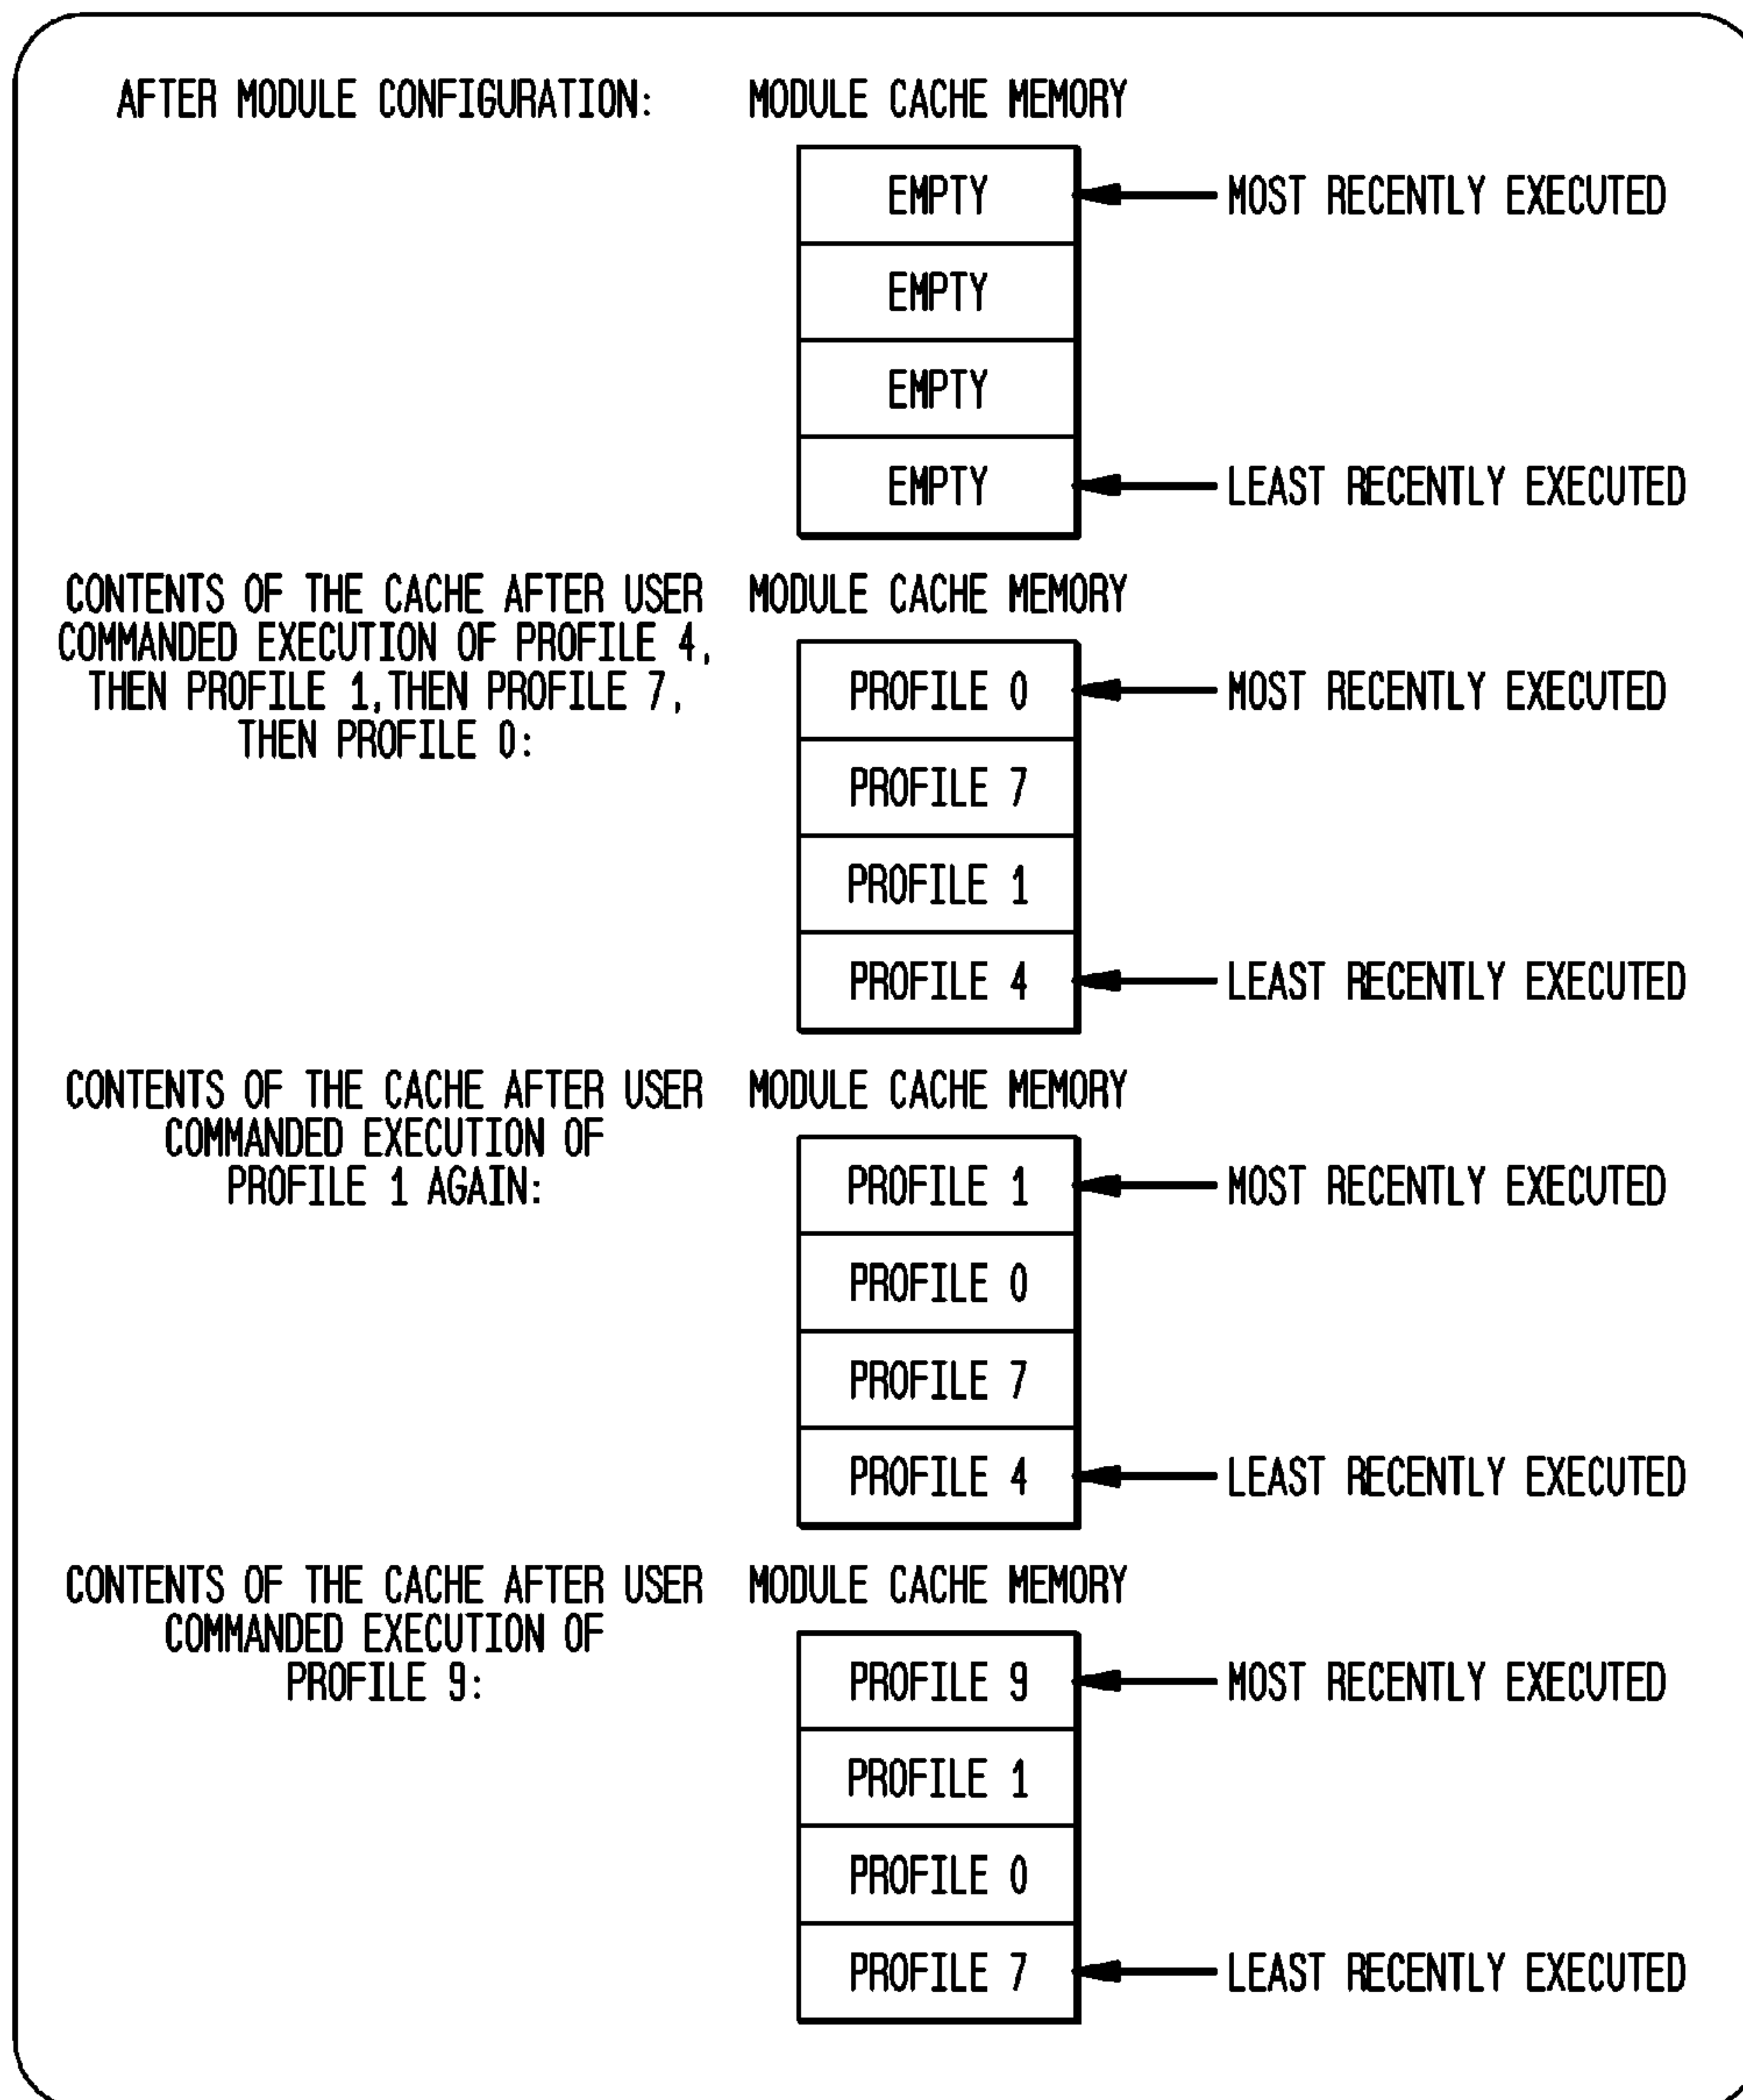 AFTER MODULE CONFIGURATION:
MODULE CACHE MEMORY
EMPTY
MOST RECENTLY EXECUTED
EMPTY
EMPTY
EMPTY
LEAST RECENTLY EXECUTED
CONTENTS OF THE CACHE AFTER USER
COMMANDED EXECUTION OF PROFILE 4,
THEN PROFILE 1, THEN PROFILE 7,
THEN PROFILE 0:
MODULE CACHE MEMORY
PROFILE 0
MOST RECENTLY EXECUTED
PROFILE 7
PROFILE 1
PROFILE 4
LEAST RECENTLY EXECUTED
CONTENTS OF THE CACHE AFTER USER
COMMANDED EXECUTION OF
PROFILE 1 AGAIN:
MODULE CACHE MEMORY
PROFILE 1
MOST RECENTLY EXECUTED
PROFILE 0
PROFILE 7
PROFILE 4
LEAST RECENTLY EXECUTED
CONTENTS OF THE CACHE AFTER USER
COMMANDED EXECUTION OF
PROFILE 9:
MODULE CACHE MEMORY
PROFILE 9
MOST RECENTLY EXECUTED
PROFILE 1
PROFILE 0
PROFILE 7
LEAST RECENTLY EXECUTED